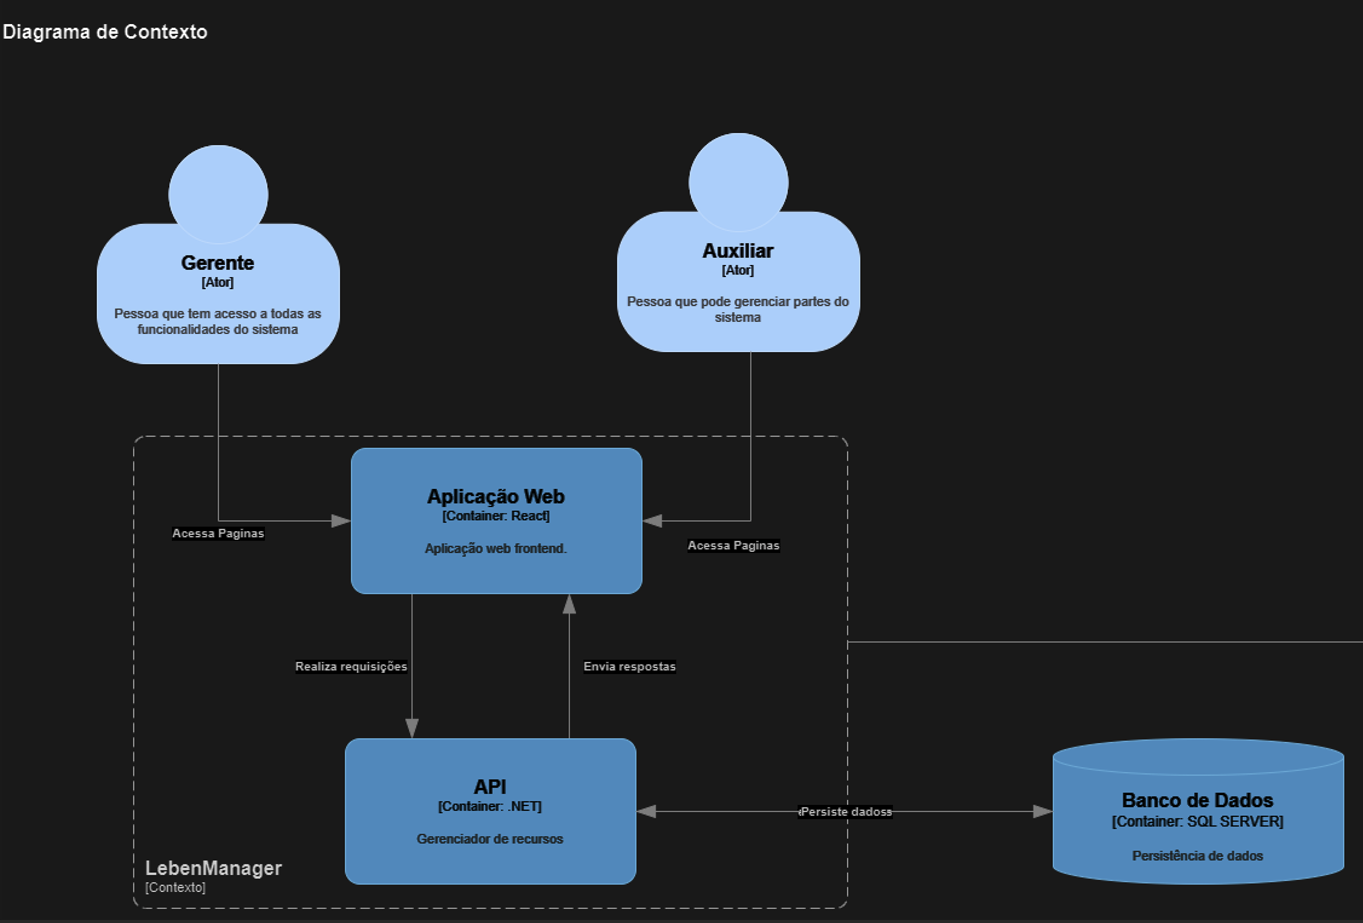 Diagrama de Contexto
Gerente
[Ator]
Pessoa que tem acesso a todas as
funcionalidades do sistema
Auxiliar
[Ator]
Pessoa que pode gerenciar partes do
sistema
Aplicação Web
[Container: React]
Aplicação web frontend.
Acessa Paginas
Acessa Paginas
Realiza requisições
Envia respostas
API
[Container: .NET]
Gerenciador de recursos
Persiste dados
Banco de Dados
[Container: SQL SERVER]
Persistência de dados
LebenManager
[Contexto]